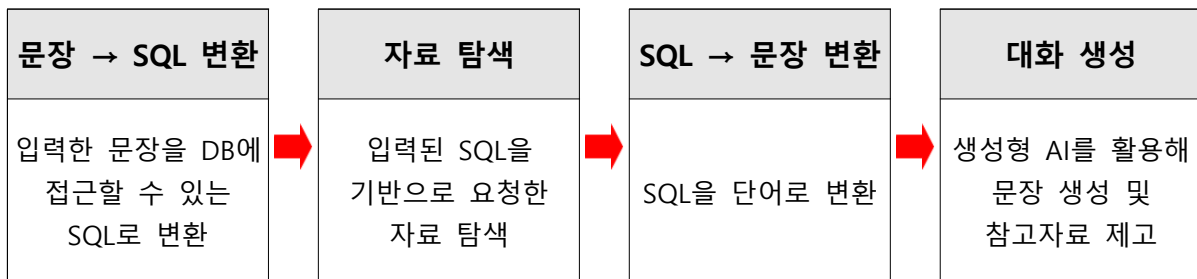 문장 → SQL 변환
입력한 문장을 DB에
접근할 수 있는
SQL로 변환
자료 탐색
입력된 SQL을
기반으로 요청한
자료 탐색
SQL → 문장 변환
SQL을 단어로 변환
대화 생성
생성형 AI를 활용해
문장 생성 및
참고자료 제고